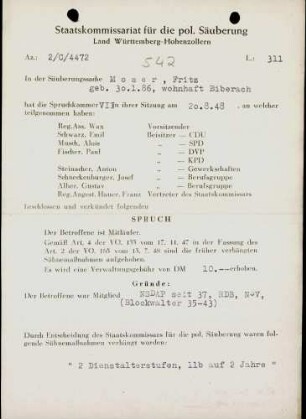 Staatskommissariat für die pol. Säuberung
Land Württemberg-Hohenzollern
Az.: 2/C/4472
542
L.: 311
In der Säuberungssache Moser, Fritz
geb. 30.1.86, wohnhaft Biberach
hat die Spruchkammer VII in ihrer Sitzung am 20.8.48 , an welcher
teilgenommen haben:
Reg.Ass. Wax Vorsitzender
Schwarz, Emil Beisitzer — CDU
Munch, Alois „ — SPD
Fischer, Paul „ — DVP
„ — KPD
Steinacher, Anton „ — Gewerkschaften
Schneckenburger, Josef „ — Berufsgruppe
Alber, Gustav „ — Berufsgruppe
Reg.Angest. Hauer, Franz Vertreter des Staatskommissars
beschlossen und verkündet folgenden
SPRUCH
Der Betroffene ist Mitläufer.
Gemäß Art. 4 der VO. 133 vom 17. 11. 47 in der Fassung des
Art. 2 der VO. 165 vom 13. 7. 48 sind die früher verhängten
Sühnemaßnahmen aufgehoben.
Es wird eine Verwaltungsgebühr von DM 10.— erhoben.
Gründe:
Der Betroffene war Mitglied NSDAP seit 37, RDB, NSV,
(Blockwalter 35-43)
Durch Entscheidung des Staatskommissars für die pol. Säuberung waren fol-
gende Sühnemaßnahmen verhängt worden:
" 2 Dienstalterstufen, 11b auf 2 Jahre "